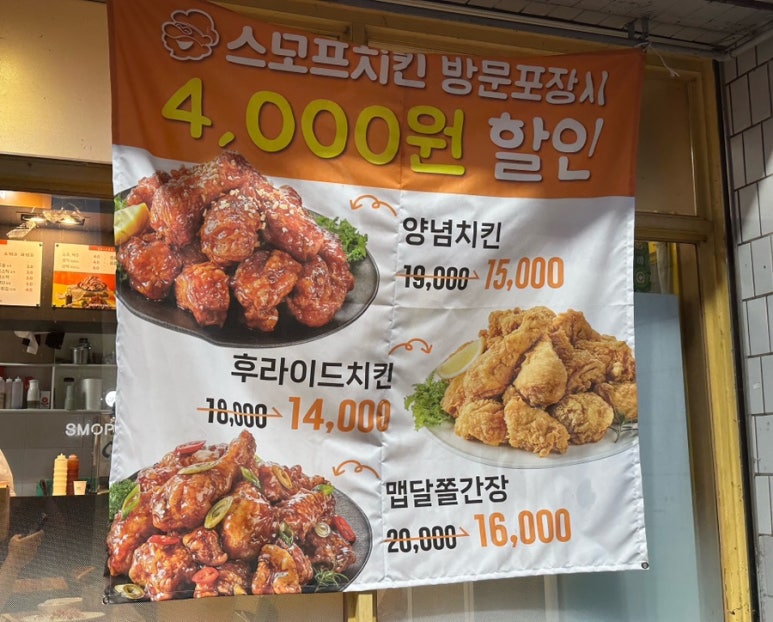 스모프치킨 방문포장시
4,000원 할인
양념치킨
19,000 → 15,000
후라이드치킨
18,000 → 14,000
맵달쫄간장
20,000 → 16,000
SMOP